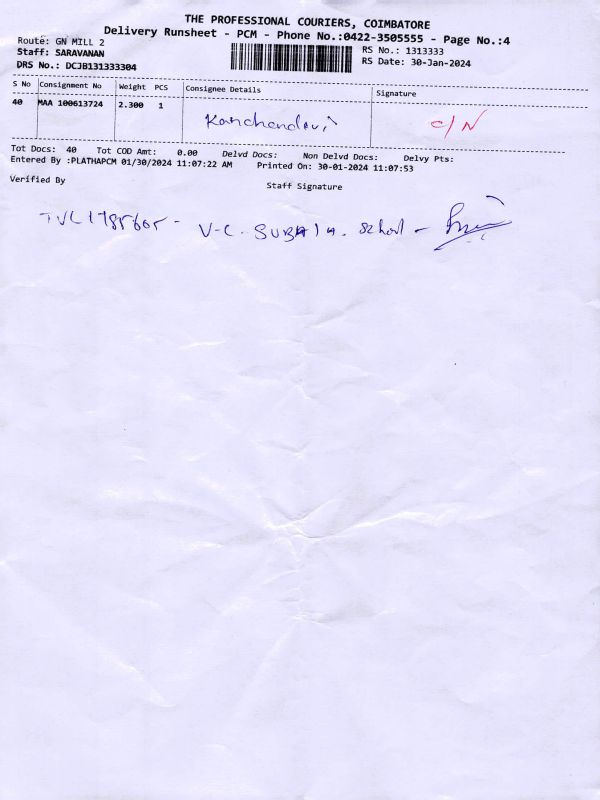 THE PROFESSIONAL COURIERS, COIMBATORE
Delivery Runsheet - PCM - Phone No.:0422-3505555 - Page No.:4
Route: GN MILL 2
RS No.: 1313333
Staff: SARAVANAN
RS Date: 30-Jan-2024
DRS No.: DCJB131333304
S No Consignment No Weight PCS Consignee Details Signature
40 MAA 100613724 2.300 1 Kanchandevi C/N
Tot Docs: 40 Tot COD Amt: 0.00 Delvd Docs: Non Delvd Docs: Delvy Pts:
Entered By :PLATHAPCM 01/30/2024 11:07:22 AM Printed On: 30-01-2024 11:07:53
Verified By Staff Signature
V-C. School -